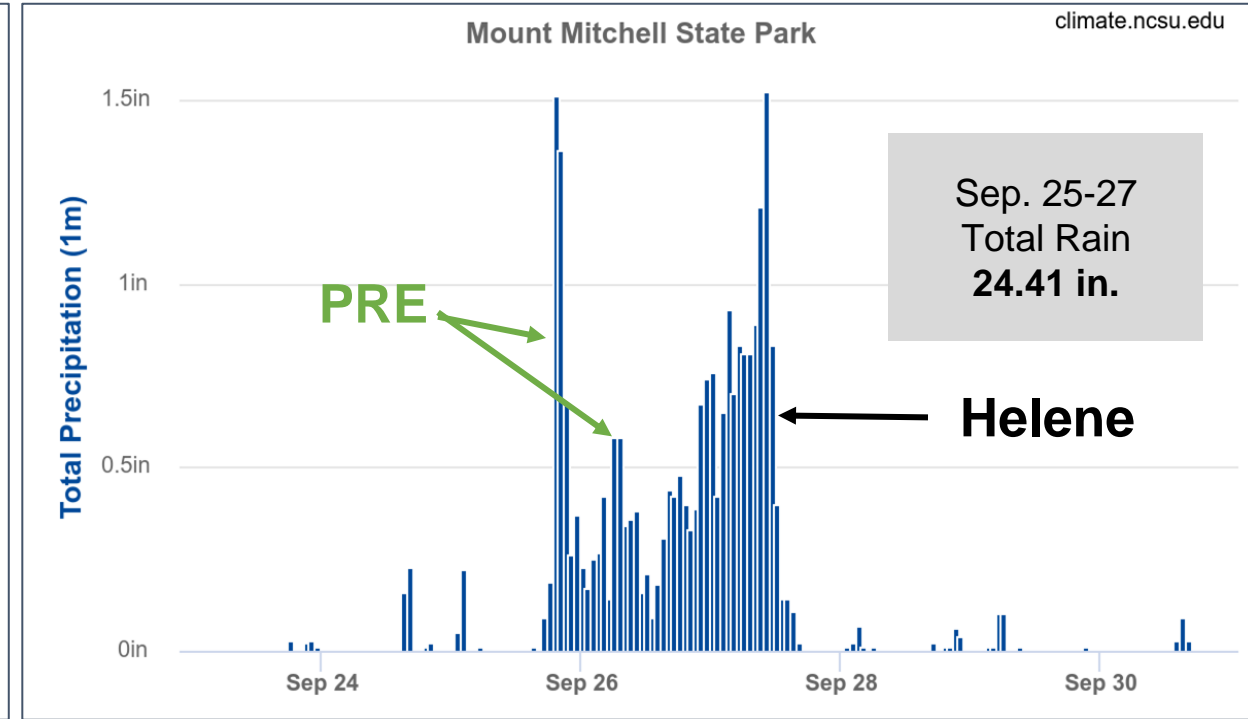 Mount Mitchell State Park
climate.ncsu.edu
Total Precipitation (1m)
1.5in
1in
0.5in
0in
PRE
Sep. 25-27
Total Rain
24.41 in.
Helene
Sep 24
Sep 26
Sep 28
Sep 30